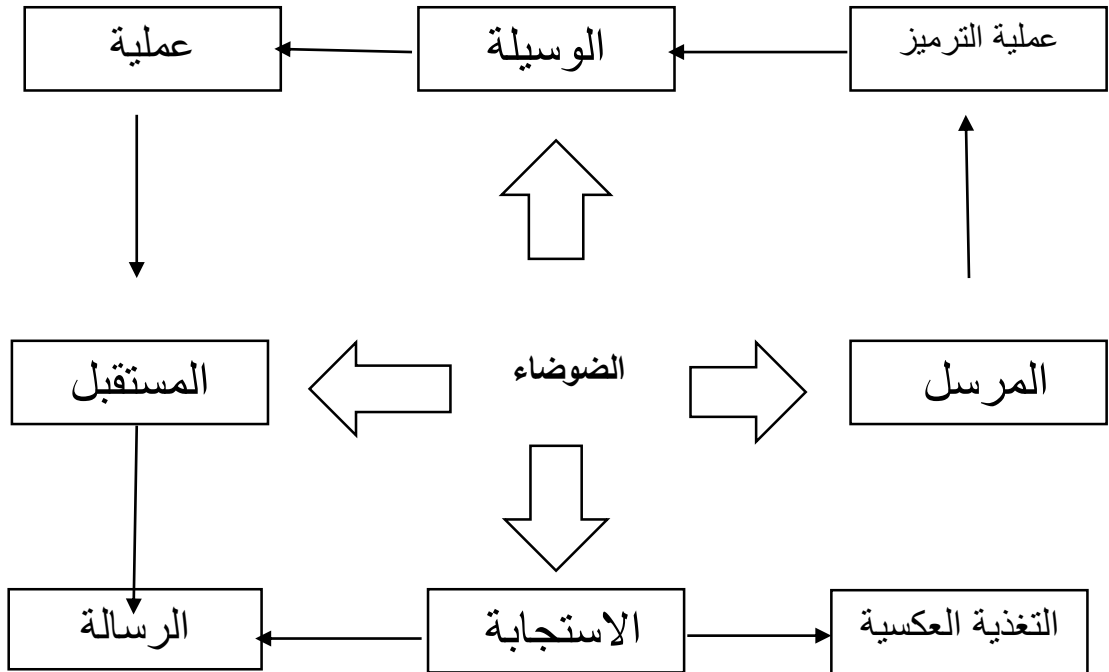 عملية الترميز
الوسيلة
عملية
المرسل
الضوضاء
المستقبل
التغذية العكسية
الاستجابة
الرسالة